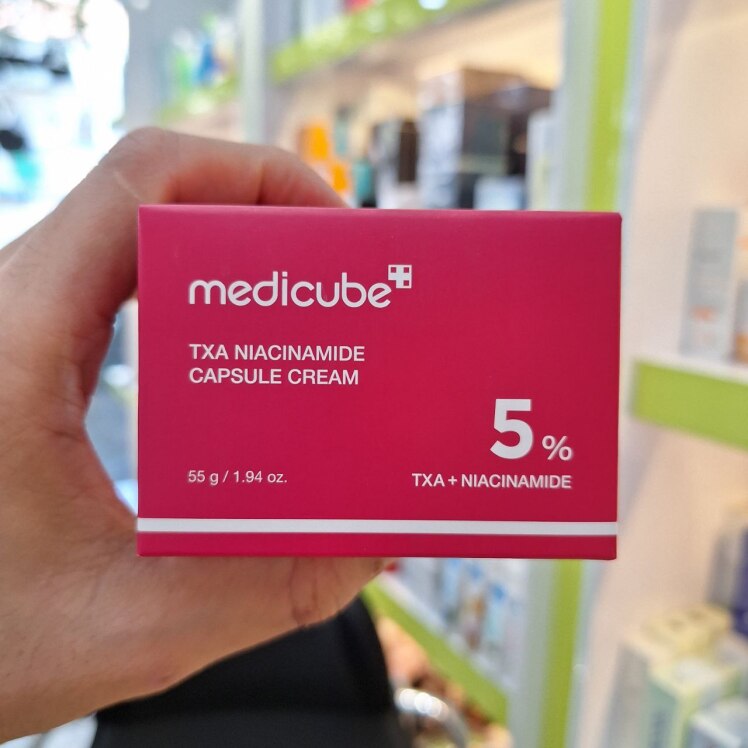 medicube
TXA NIACINAMIDE
CAPSULE CREAM
5%
55 g / 1.94 oz.
TXA + NIACINAMIDE